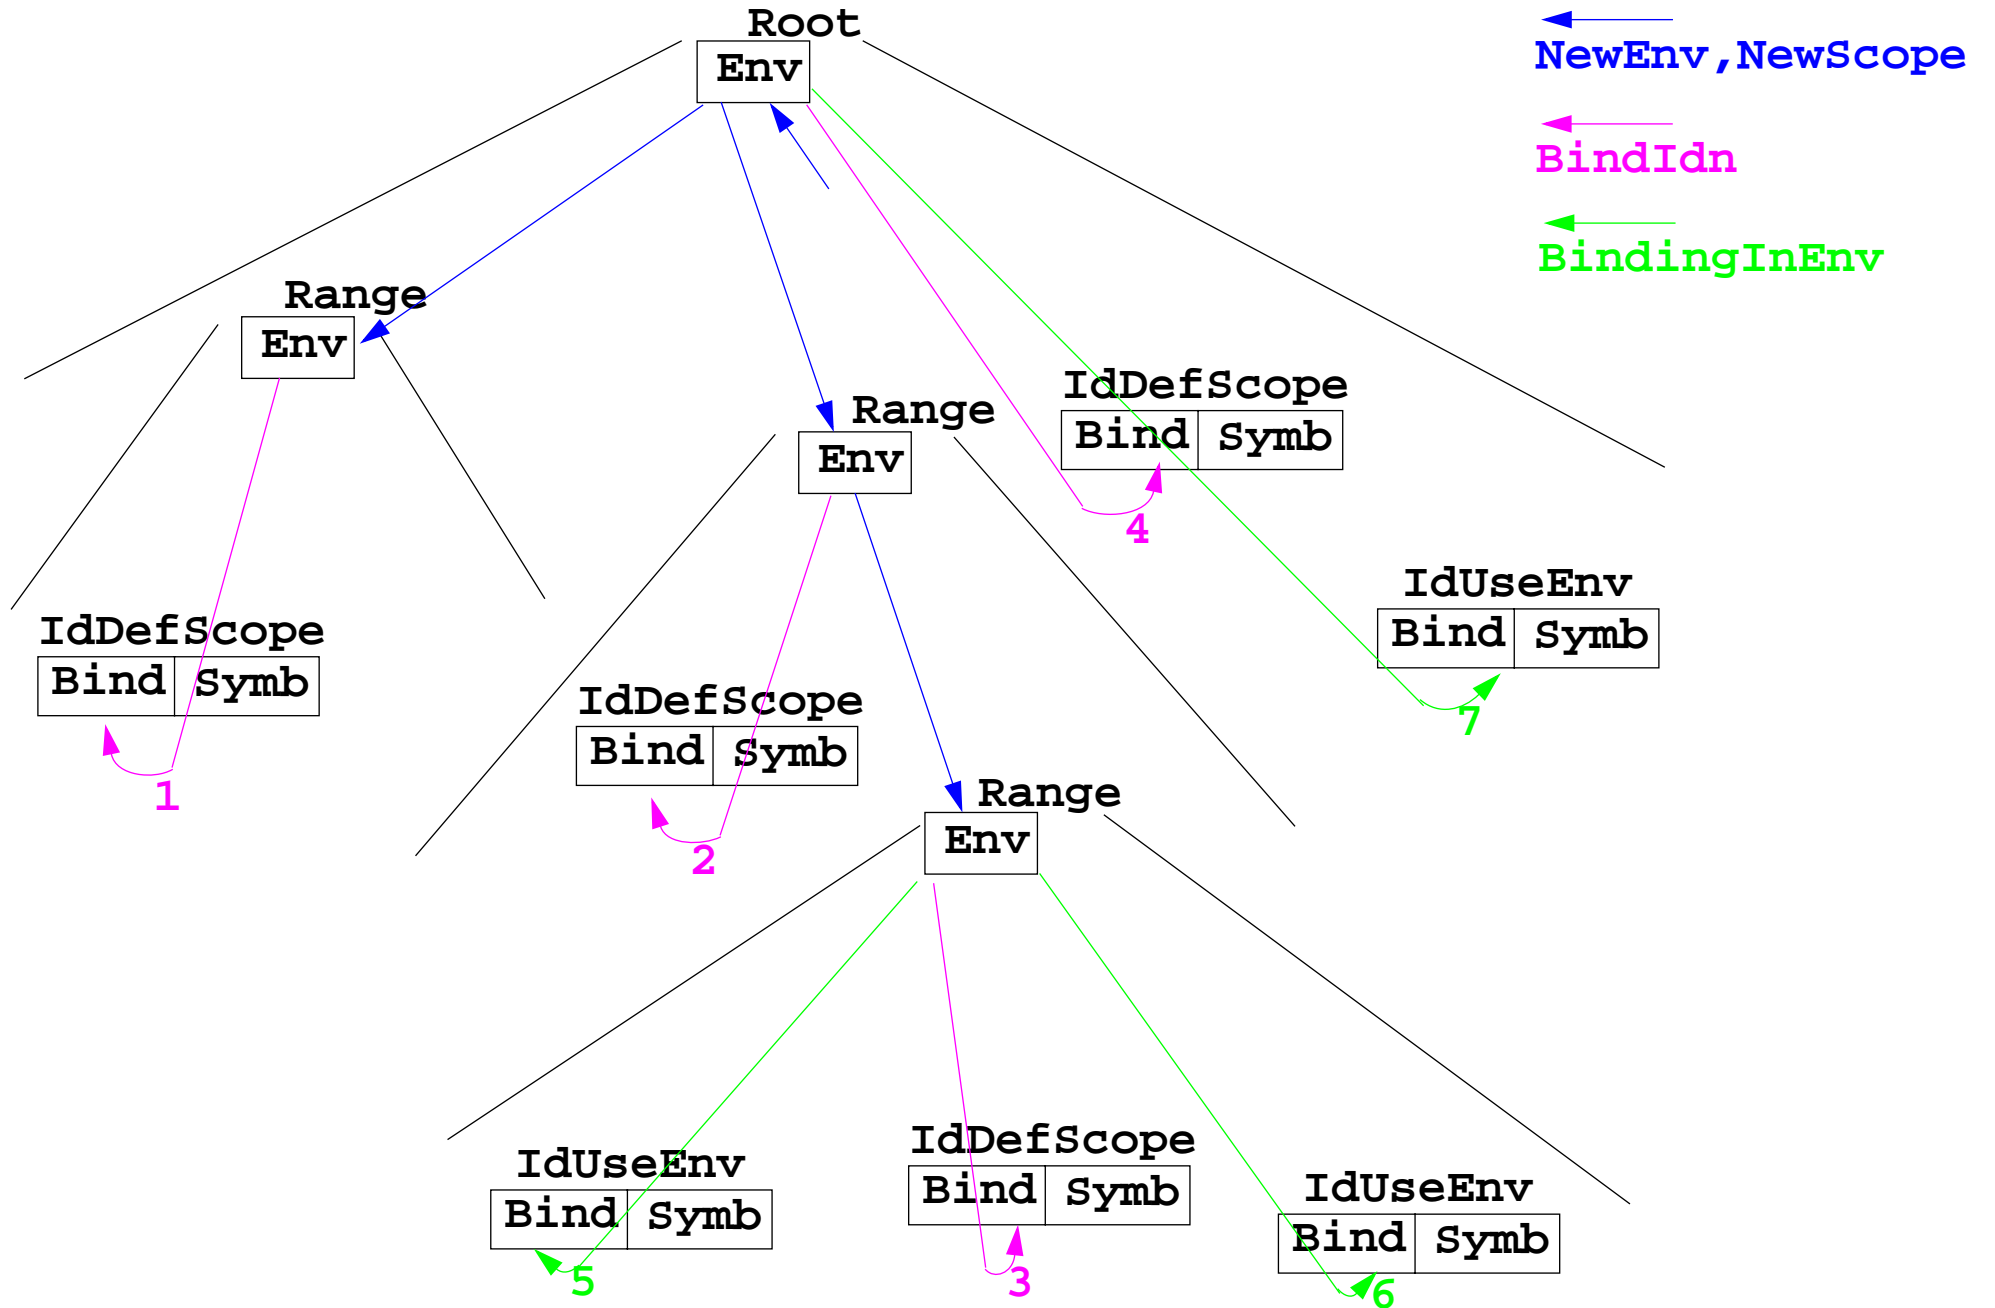 Root
Env
NewEnv,NewScope
BindIdn
BindingInEnv
Range
Env
Range
Env
IdDefScope
Bind Symb
4
IdUseEnv
Bind Symb
7
IdDefScope
Bind Symb
1
IdDefScope
Bind Symb
2
Range
Env
IdUseEnv
Bind Symb
5
IdDefScope
Bind Symb
3
IdUseEnv
Bind Symb
6